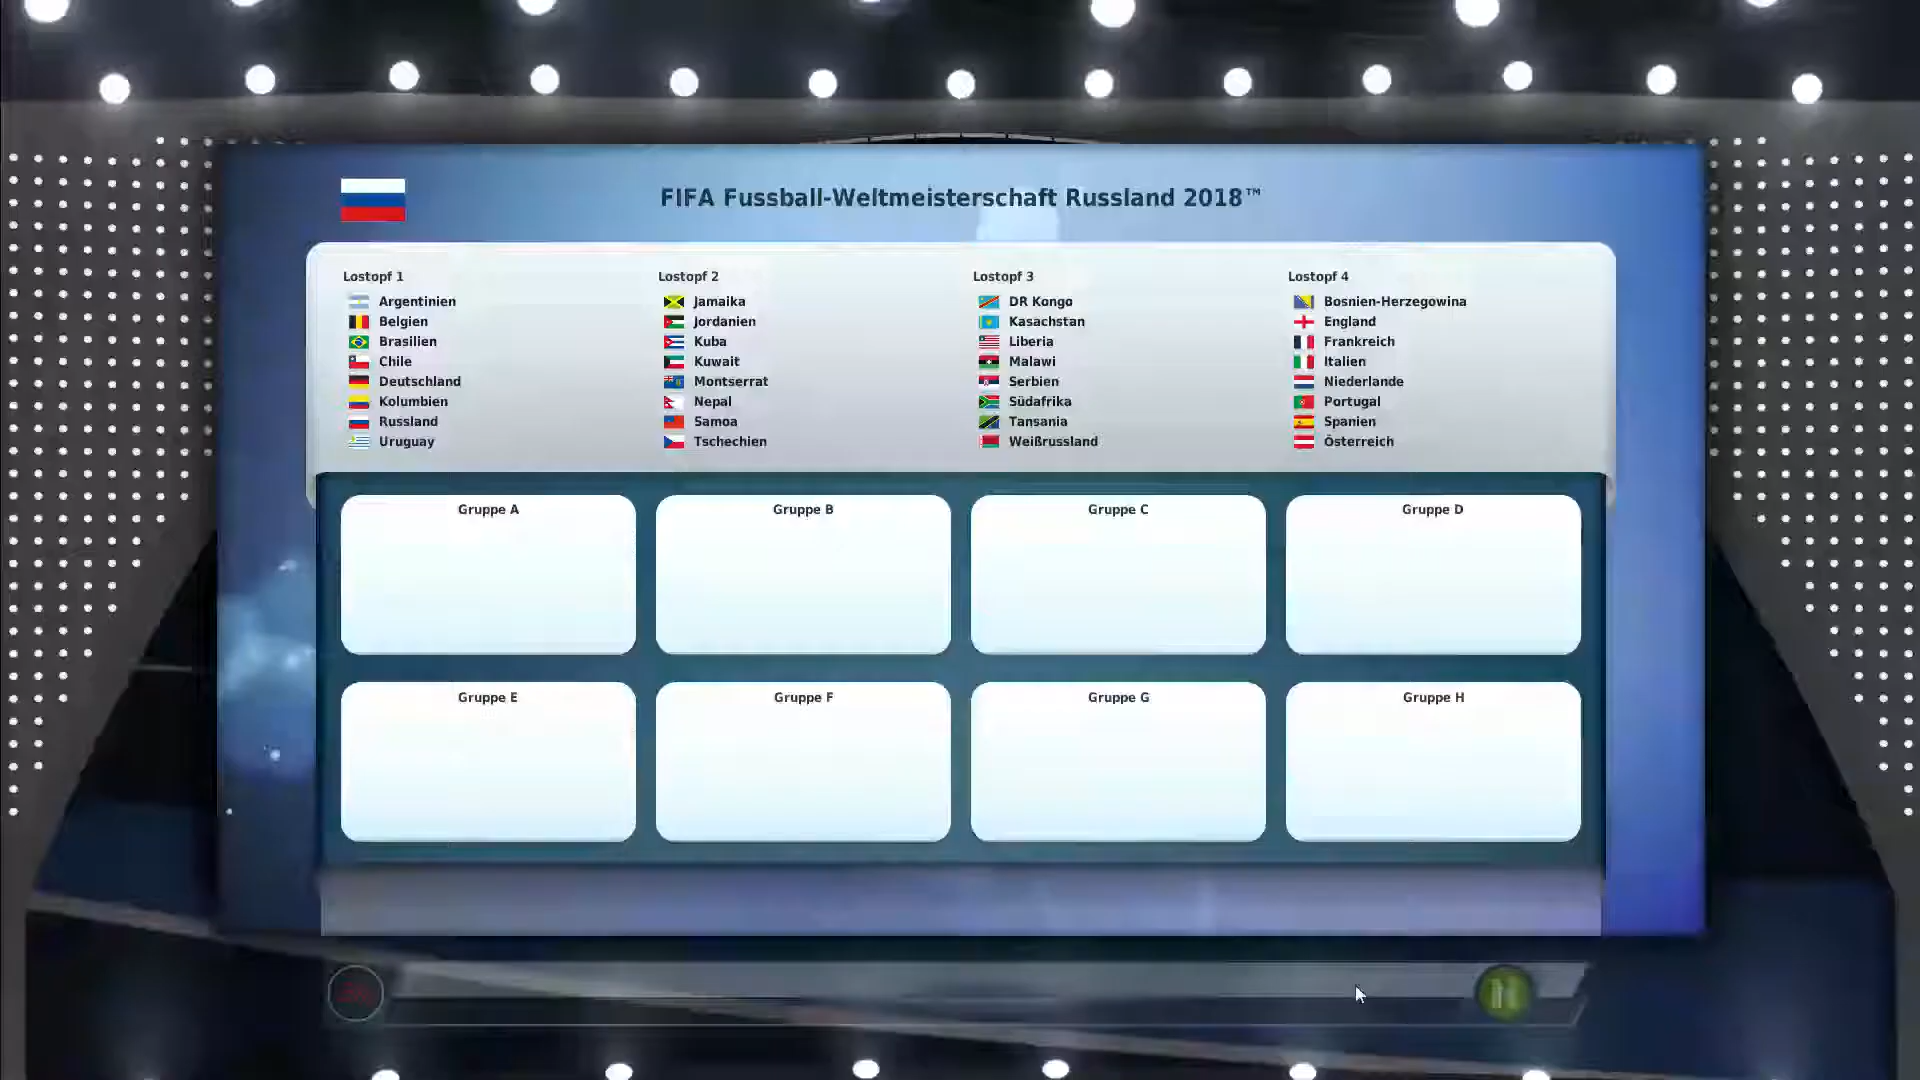 FIFA Fussball-Weltmeisterschaft Russland 2018™
Lostopf 1
Argentinien
Belgien
Brasilien
Chile
Deutschland
Kolumbien
Russland
Uruguay
Lostopf 2
Jamaika
Jordanien
Kuba
Kuwait
Montserrat
Nepal
Samoa
Tschechien
Lostopf 3
DR Kongo
Kasachstan
Liberia
Malawi
Serbien
Südafrika
Tansania
Weißrussland
Lostopf 4
Bosnien-Herzegowina
England
Frankreich
Italien
Niederlande
Portugal
Spanien
Österreich
Gruppe A
Gruppe B
Gruppe C
Gruppe D
Gruppe E
Gruppe F
Gruppe G
Gruppe H